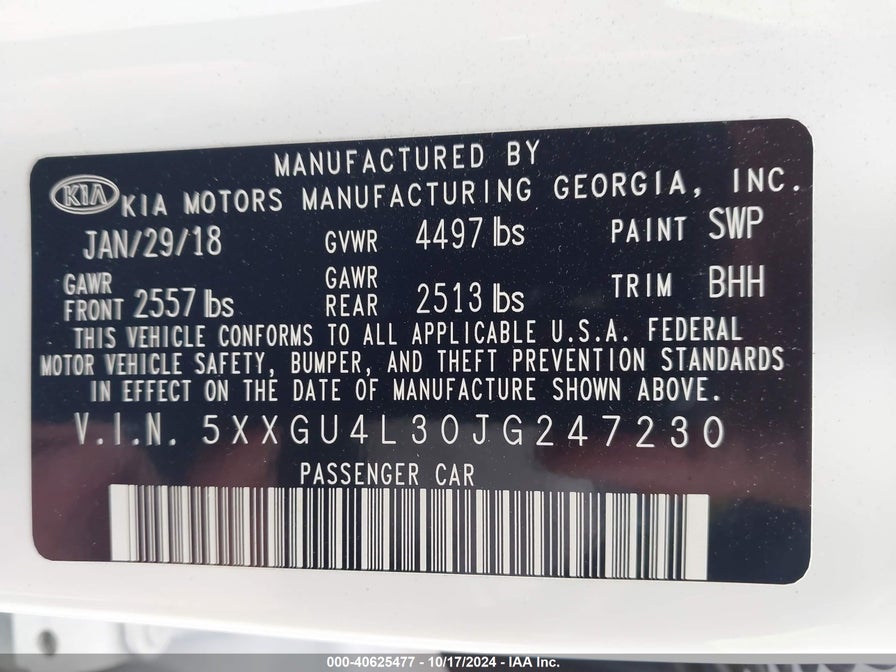 MANUFACTURED BY
KIA KIA MOTORS MANUFACTURING GEORGIA, INC.
JAN/29/18 GVWR 4497 lbs PAINT SWP
GAWR FRONT 2557 lbs GAWR REAR 2513 lbs TRIM BHH
THIS VEHICLE CONFORMS TO ALL APPLICABLE U.S.A. FEDERAL
MOTOR VEHICLE SAFETY, BUMPER, AND THEFT PREVENTION STANDARDS
IN EFFECT ON THE DATE OF MANUFACTURE SHOWN ABOVE.
V.I.N. 5XXGU4L30JG247230
PASSENGER CAR
000-40625477 - 10/17/2024 - IAA Inc.